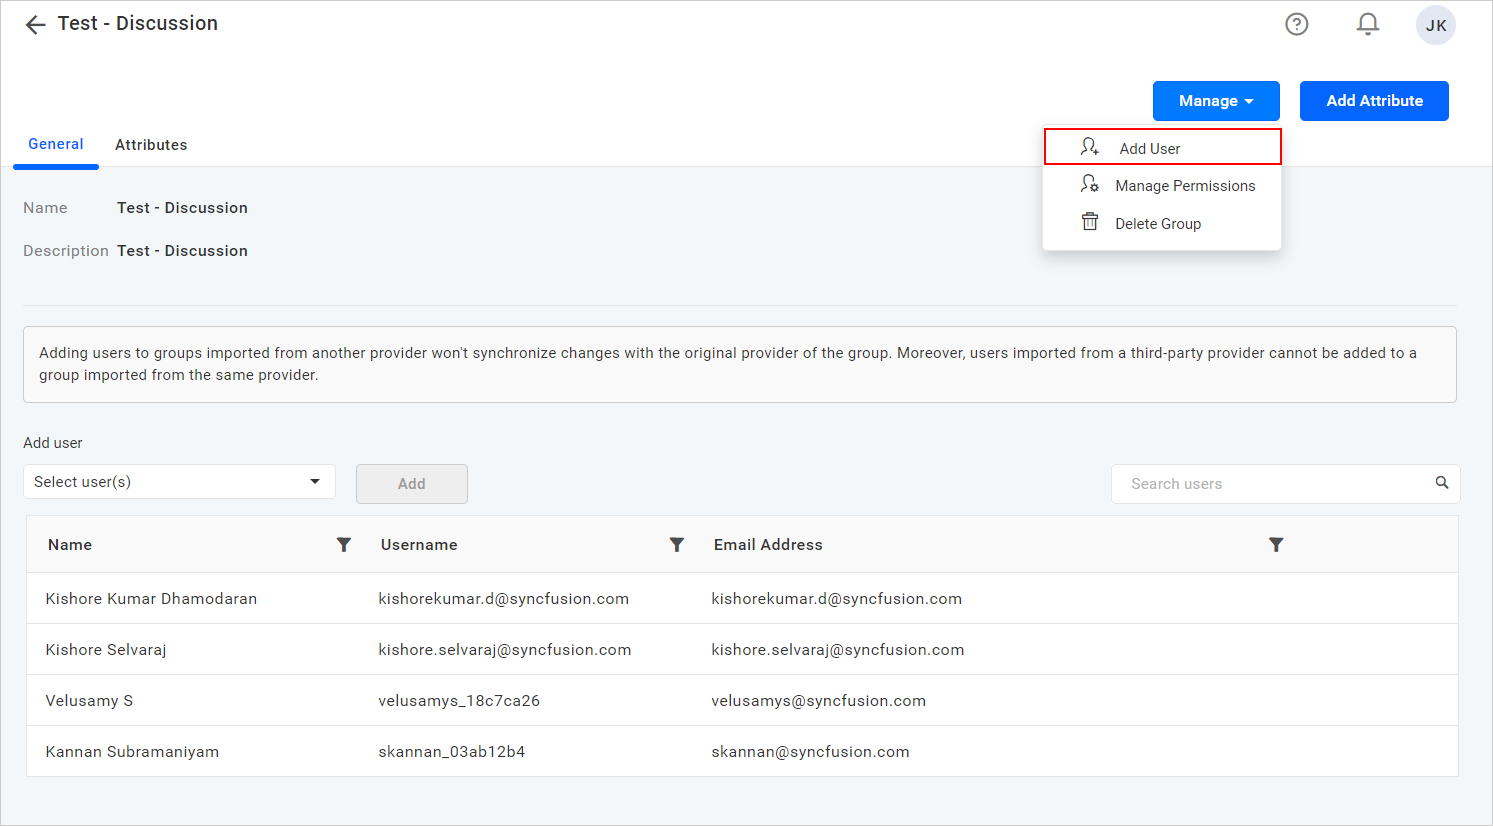 Test - Discussion
JK
Manage
Add Attribute
General
Attributes
Add User
Manage Permissions
Delete Group
Name
Test - Discussion
Description
Test - Discussion
Adding users to groups imported from another provider won't synchronize changes with the original provider of the group. Moreover, users imported from a third-party provider cannot be added to a
group imported from the same provider.
Add user
Select user(s)
Add
Search users
Name Username Email Address
Kishore Kumar Dhamodaran kishorekumar.d@syncfusion.com kishorekumar.d@syncfusion.com
Kishore Selvaraj kishore.selvaraj@syncfusion.com kishore.selvaraj@syncfusion.com
Velusamy S velusamys_18c7ca26 velusamys@syncfusion.com
Kannan Subramaniyam skannan_03ab12b4 skannan@syncfusion.com